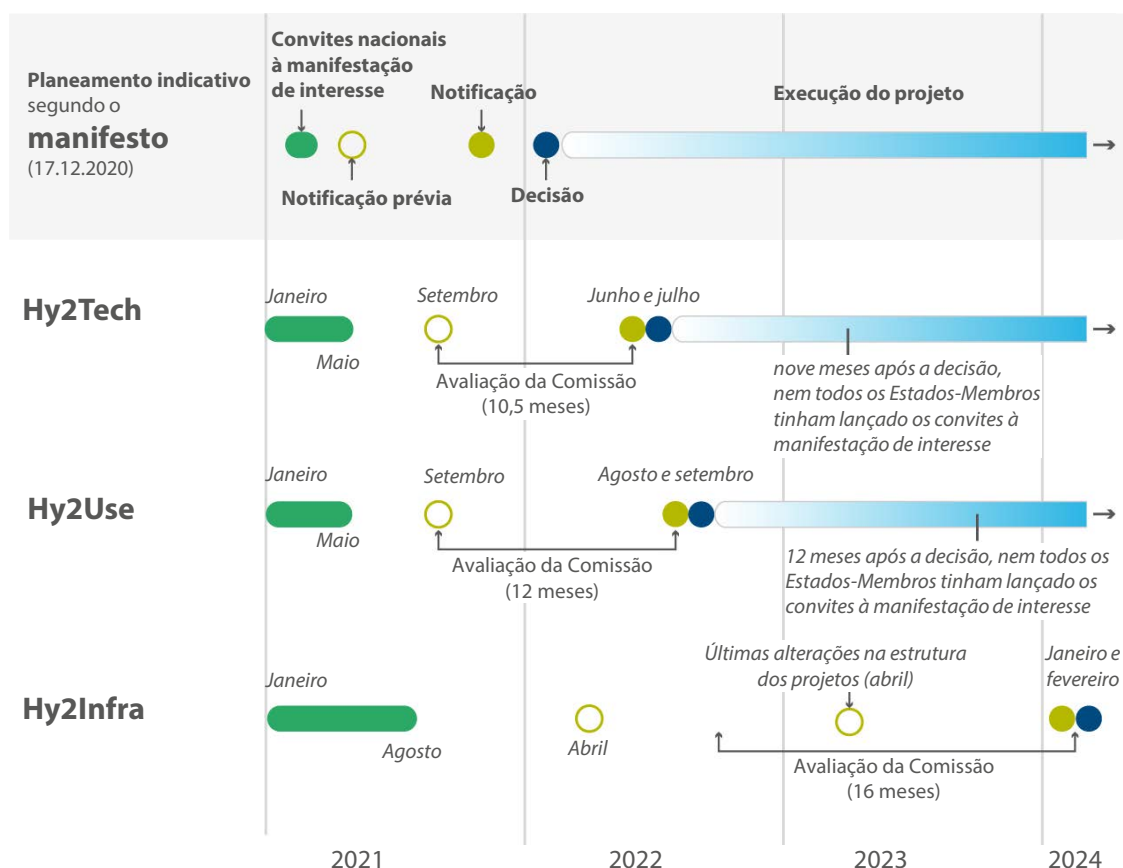 Planeamento indicativo
segundo o
manifesto
(17.12.2020)
Convites nacionais
à manifestação
de interesse
Notificação prévia
Notificação
Decisão
Execução do projeto
Hy2Tech
Janeiro
Maio
Setembro
Junho e julho
Avaliação da Comissão
(10,5 meses)
nove meses após a decisão,
nem todos os Estados-Membros
tinham lançado os convites à
manifestação de interesse
Hy2Use
Janeiro
Maio
Setembro
Agosto e setembro
Avaliação da Comissão
(12 meses)
12 meses após a decisão, nem todos os
Estados-Membros tinham lançado os
convites à manifestação de interesse
Hy2Infra
Janeiro
Agosto
Abril
Últimas alterações na estrutura
dos projetos (abril)
Janeiro e
fevereiro
Avaliação da Comissão
(16 meses)
2021
2022
2023
2024